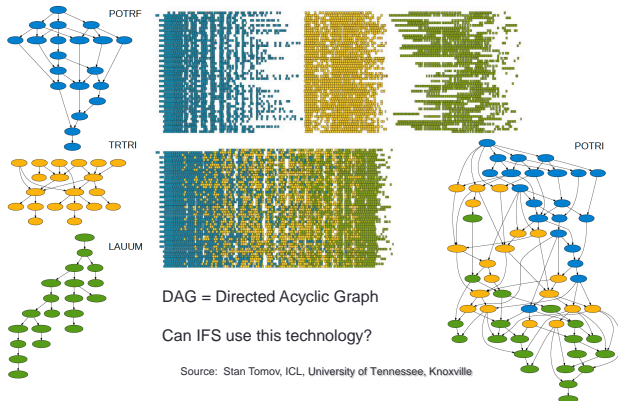 POTRF
TRTRI
LAUUM
POTRI
DAG = Directed Acyclic Graph
Can IFS use this technology?
Source: Stan Tomov, ICL, University of Tennessee, Knoxville